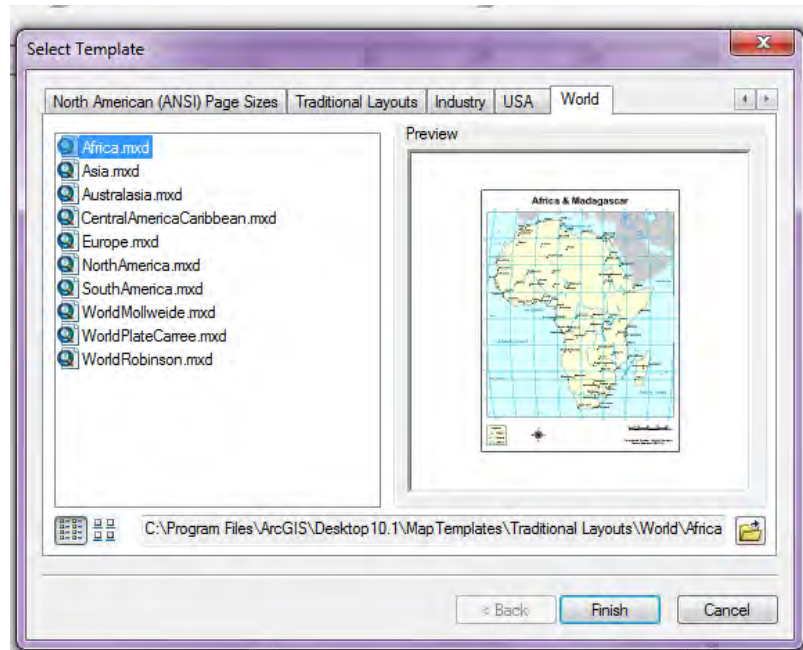 Select Template
North American (ANSI) Page Sizes
Traditional Layouts
Industry
USA
World
Africa.mxd
Asia.mxd
Australasia.mxd
CentralAmericaCaribbean.mxd
Europe.mxd
NorthAmerica.mxd
SouthAmerica.mxd
WorldMollweide.mxd
WorldPlateCarree.mxd
WorldRobinson.mxd
Preview
Africa & Madagascar
C:\Program Files\ArcGIS\Desktop10.1\MapTemplates\Traditional Layouts\World\Africa
< Back
Finish
Cancel